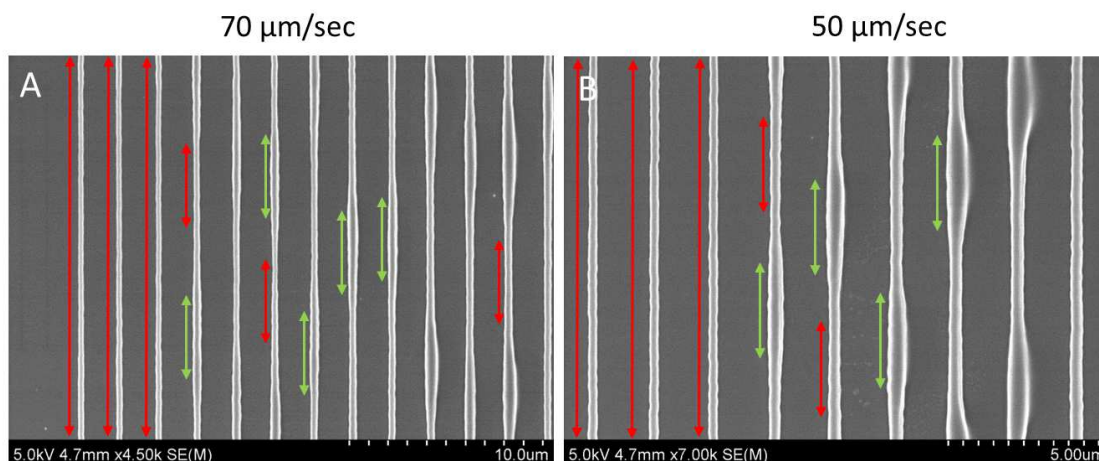 70 µm/sec
50 µm/sec
A
B
5.0kV 4.7mm x4.50k SE(M)
10.0um
5.0kV 4.7mm x7.00k SE(M)
5.00um